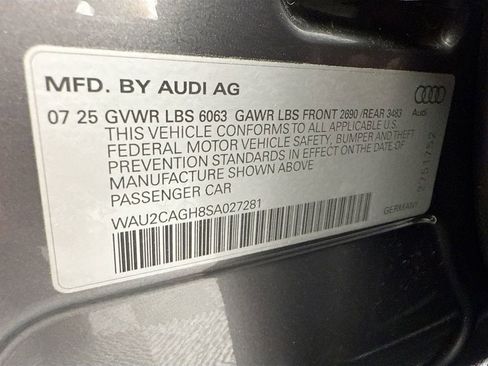 MFD. BY AUDI AG
07 25 GVWR LBS 6063 GAWR LBS FRONT 2690 /REAR 3483
THIS VEHICLE CONFORMS TO ALL APPLICABLE U.S.
FEDERAL MOTOR VEHICLE SAFETY, BUMPER AND THEFT
PREVENTION STANDARDS IN EFFECT ON THE DATE OF
MANUFACTURE SHOWN ABOVE
PASSENGER CAR
WAU2CAGH8SA027281
GERMANY
Audi
2751752